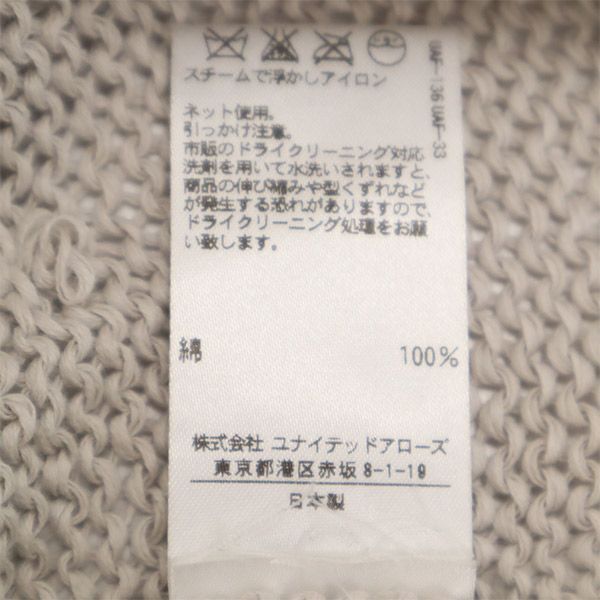 スチームで浮かしアイロン
ネット使用。
引っかけ注意。
市販のドライクリーニング対応
洗剤を用いて水洗いされますと、
商品の伸び縮みや型くずれなど
が発生する恐れがありますので、
ドライクリーニング処理をお願
い致します。
綿 100%
株式会社 ユナイテッドアローズ
東京都港区赤坂 8-1-19
日本製